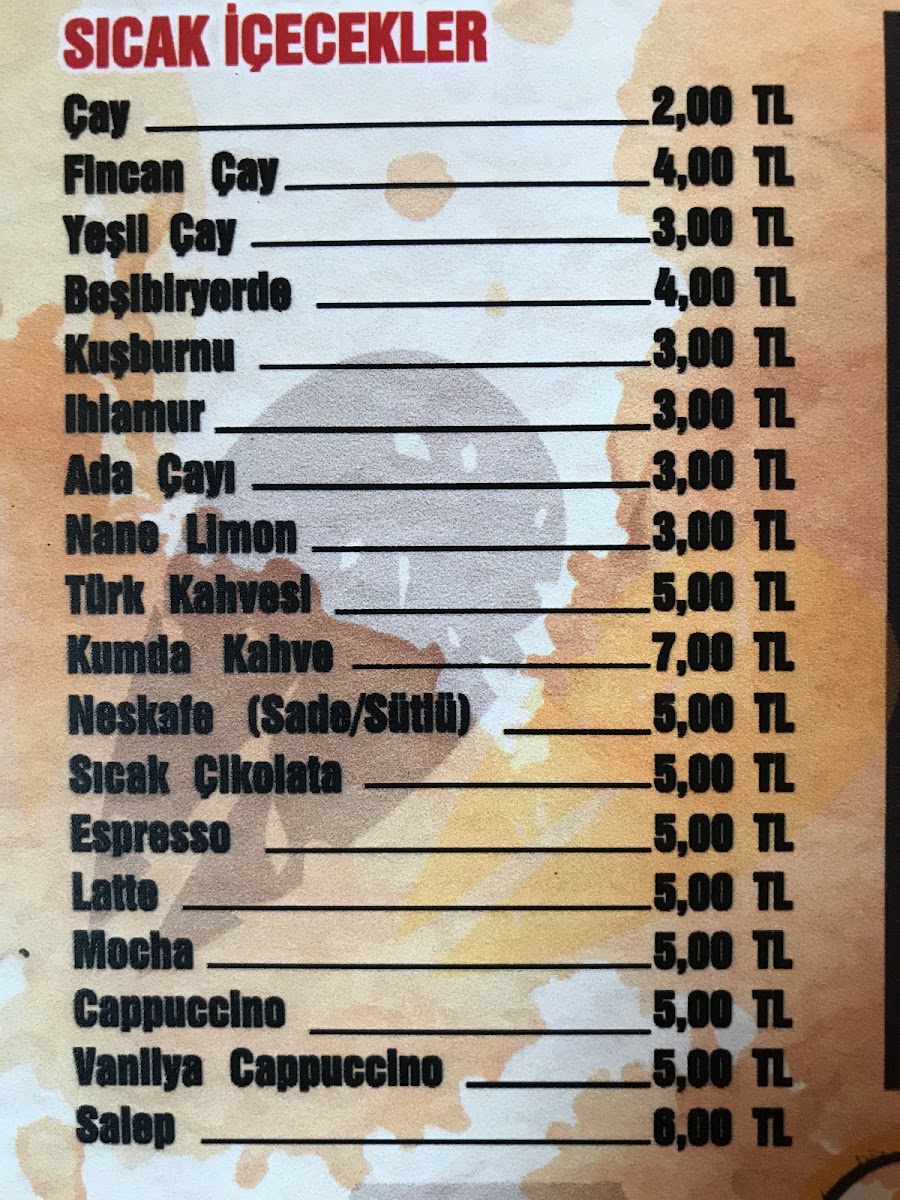 SICAK İÇECEKLER
Çay 2,00 TL
Fincan Çay 4,00 TL
Yeşil Çay 3,00 TL
Beşibiryerde 4,00 TL
Kuşburnu 3,00 TL
Ihlamur 3,00 TL
Ada Çayı 3,00 TL
Nane Limon 3,00 TL
Türk Kahvesi 5,00 TL
Kumda Kahve 7,00 TL
Neskafe (Sade/Sütlü) 5,00 TL
Sıcak Çikolata 5,00 TL
Espresso 5,00 TL
Latte 5,00 TL
Mocha 5,00 TL
Cappuccino 5,00 TL
Vanilya Cappuccino 5,00 TL
Salep 6,00 TL